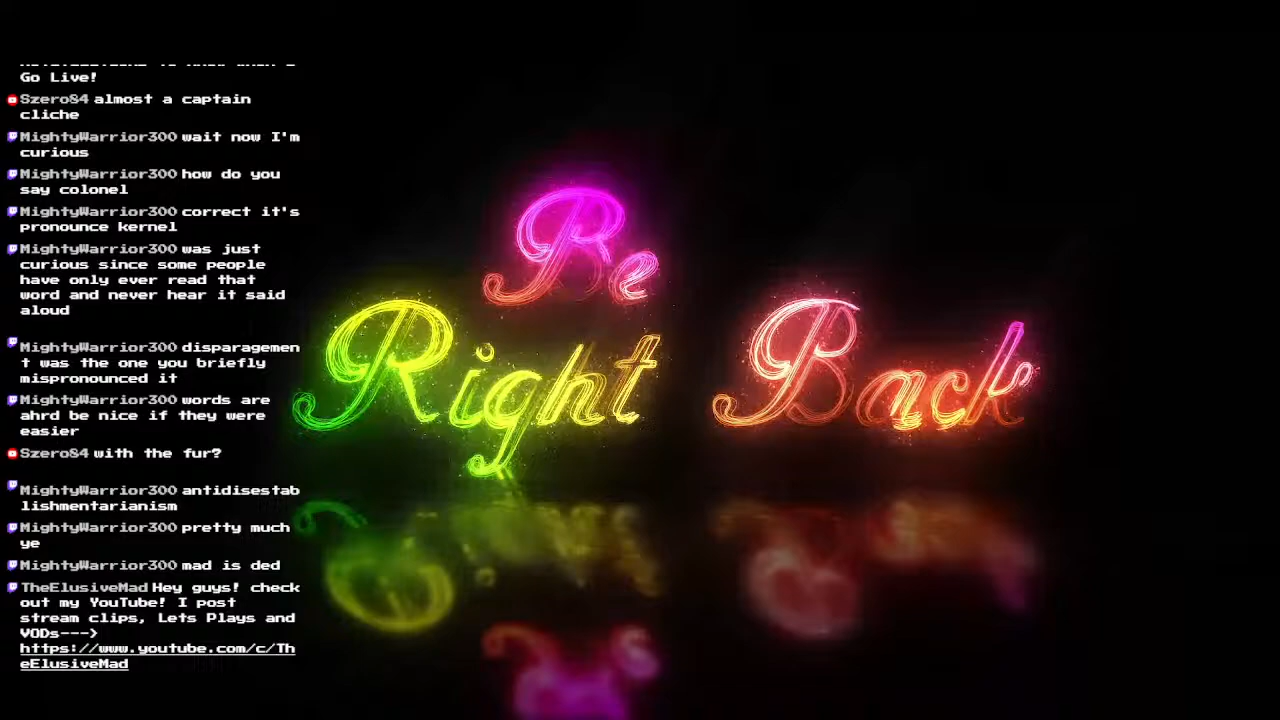 Go Live!
Szero84 almost a captain
cliche
MightyWarrior300 wait now I'm
curious
MightyWarrior300 how do you
say colonel
MightyWarrior300 correct it's
pronounce kernel
MightyWarrior300 was just
curious since some people
have only ever read that
word and never hear it said
aloud
MightyWarrior300 disparagemen
t was the one you briefly
mispronounced it
MightyWarrior300 words are
ahrd be nice if they were
easier
Szero84 with the fur?
MightyWarrior300 antidisestab
lishmentarianism
MightyWarrior300 pretty much
ye
MightyWarrior300 mad is ded
TheElusiveMad Hey guys! check
out my YouTube! I post
stream clips, Lets Plays and
VODs--->
https://www.youtube.com/c/Th
eElusiveMad
Be
Right Back